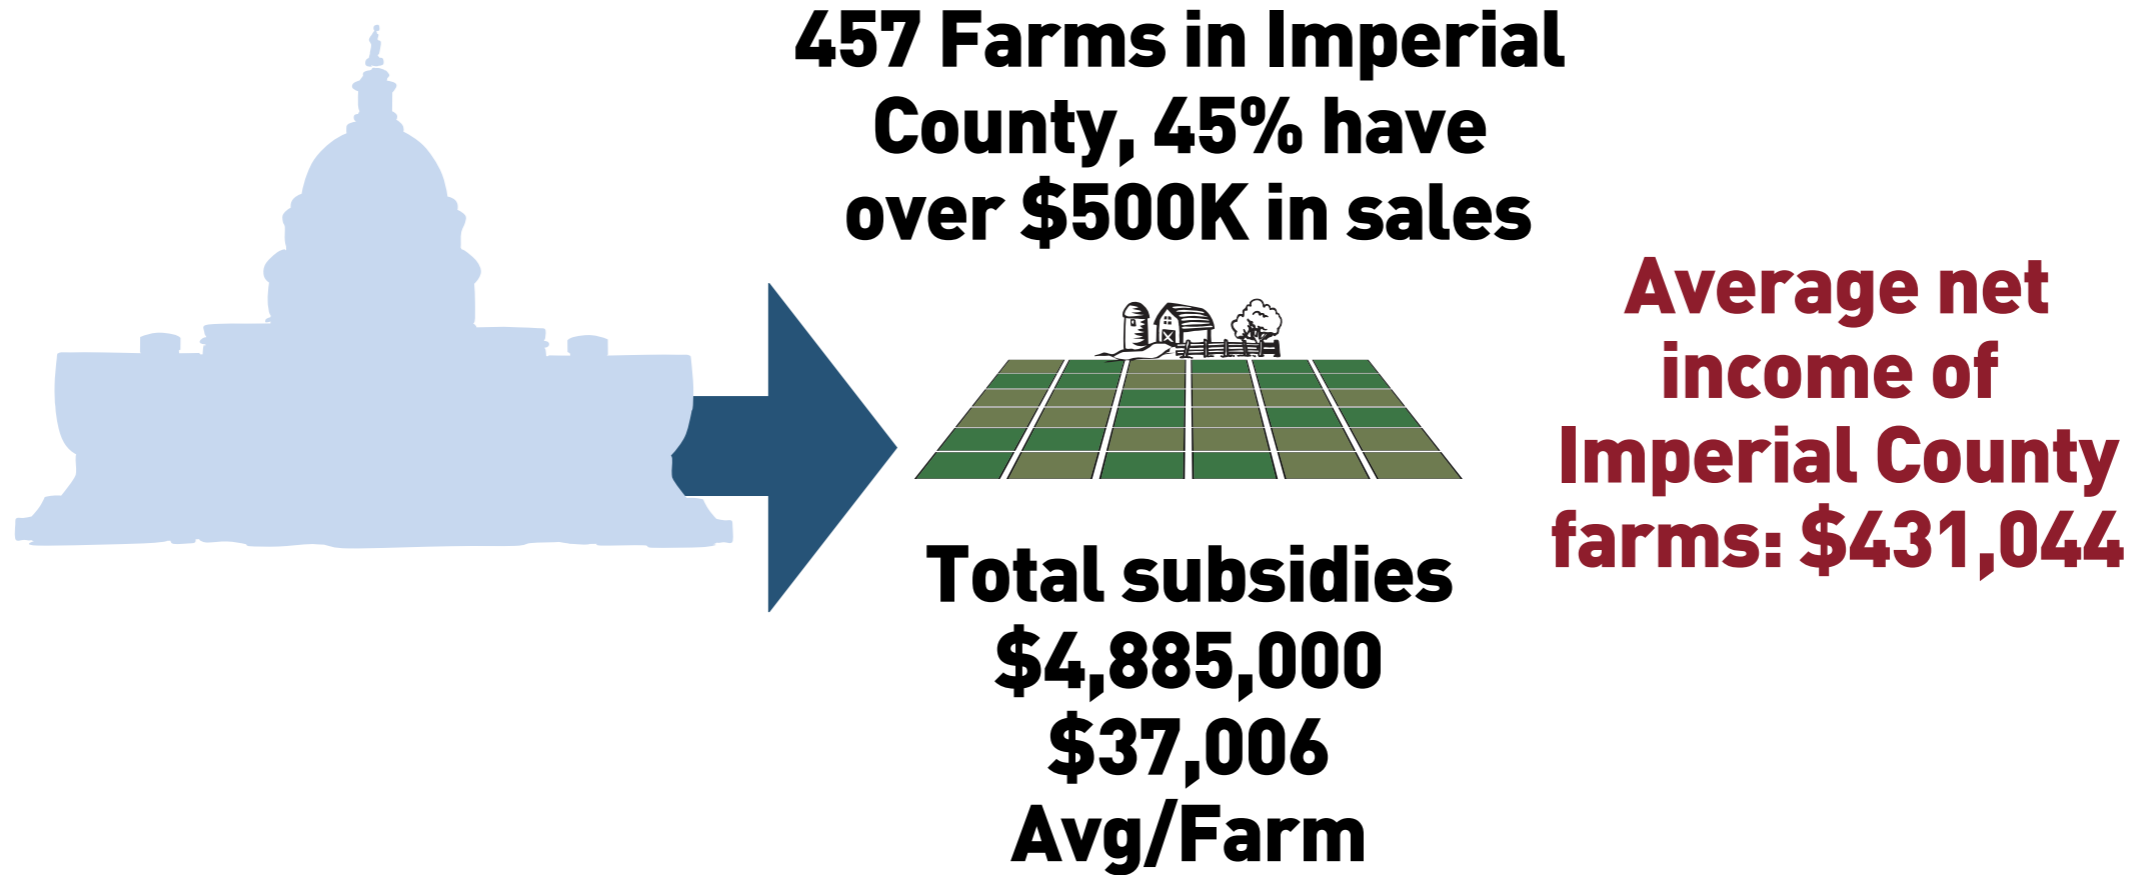 457 Farms in Imperial
County, 45% have
over $500K in sales
Average net
income of
Imperial County
farms: $431,044
Total subsidies
$4,885,000
$37,006
Avg/Farm